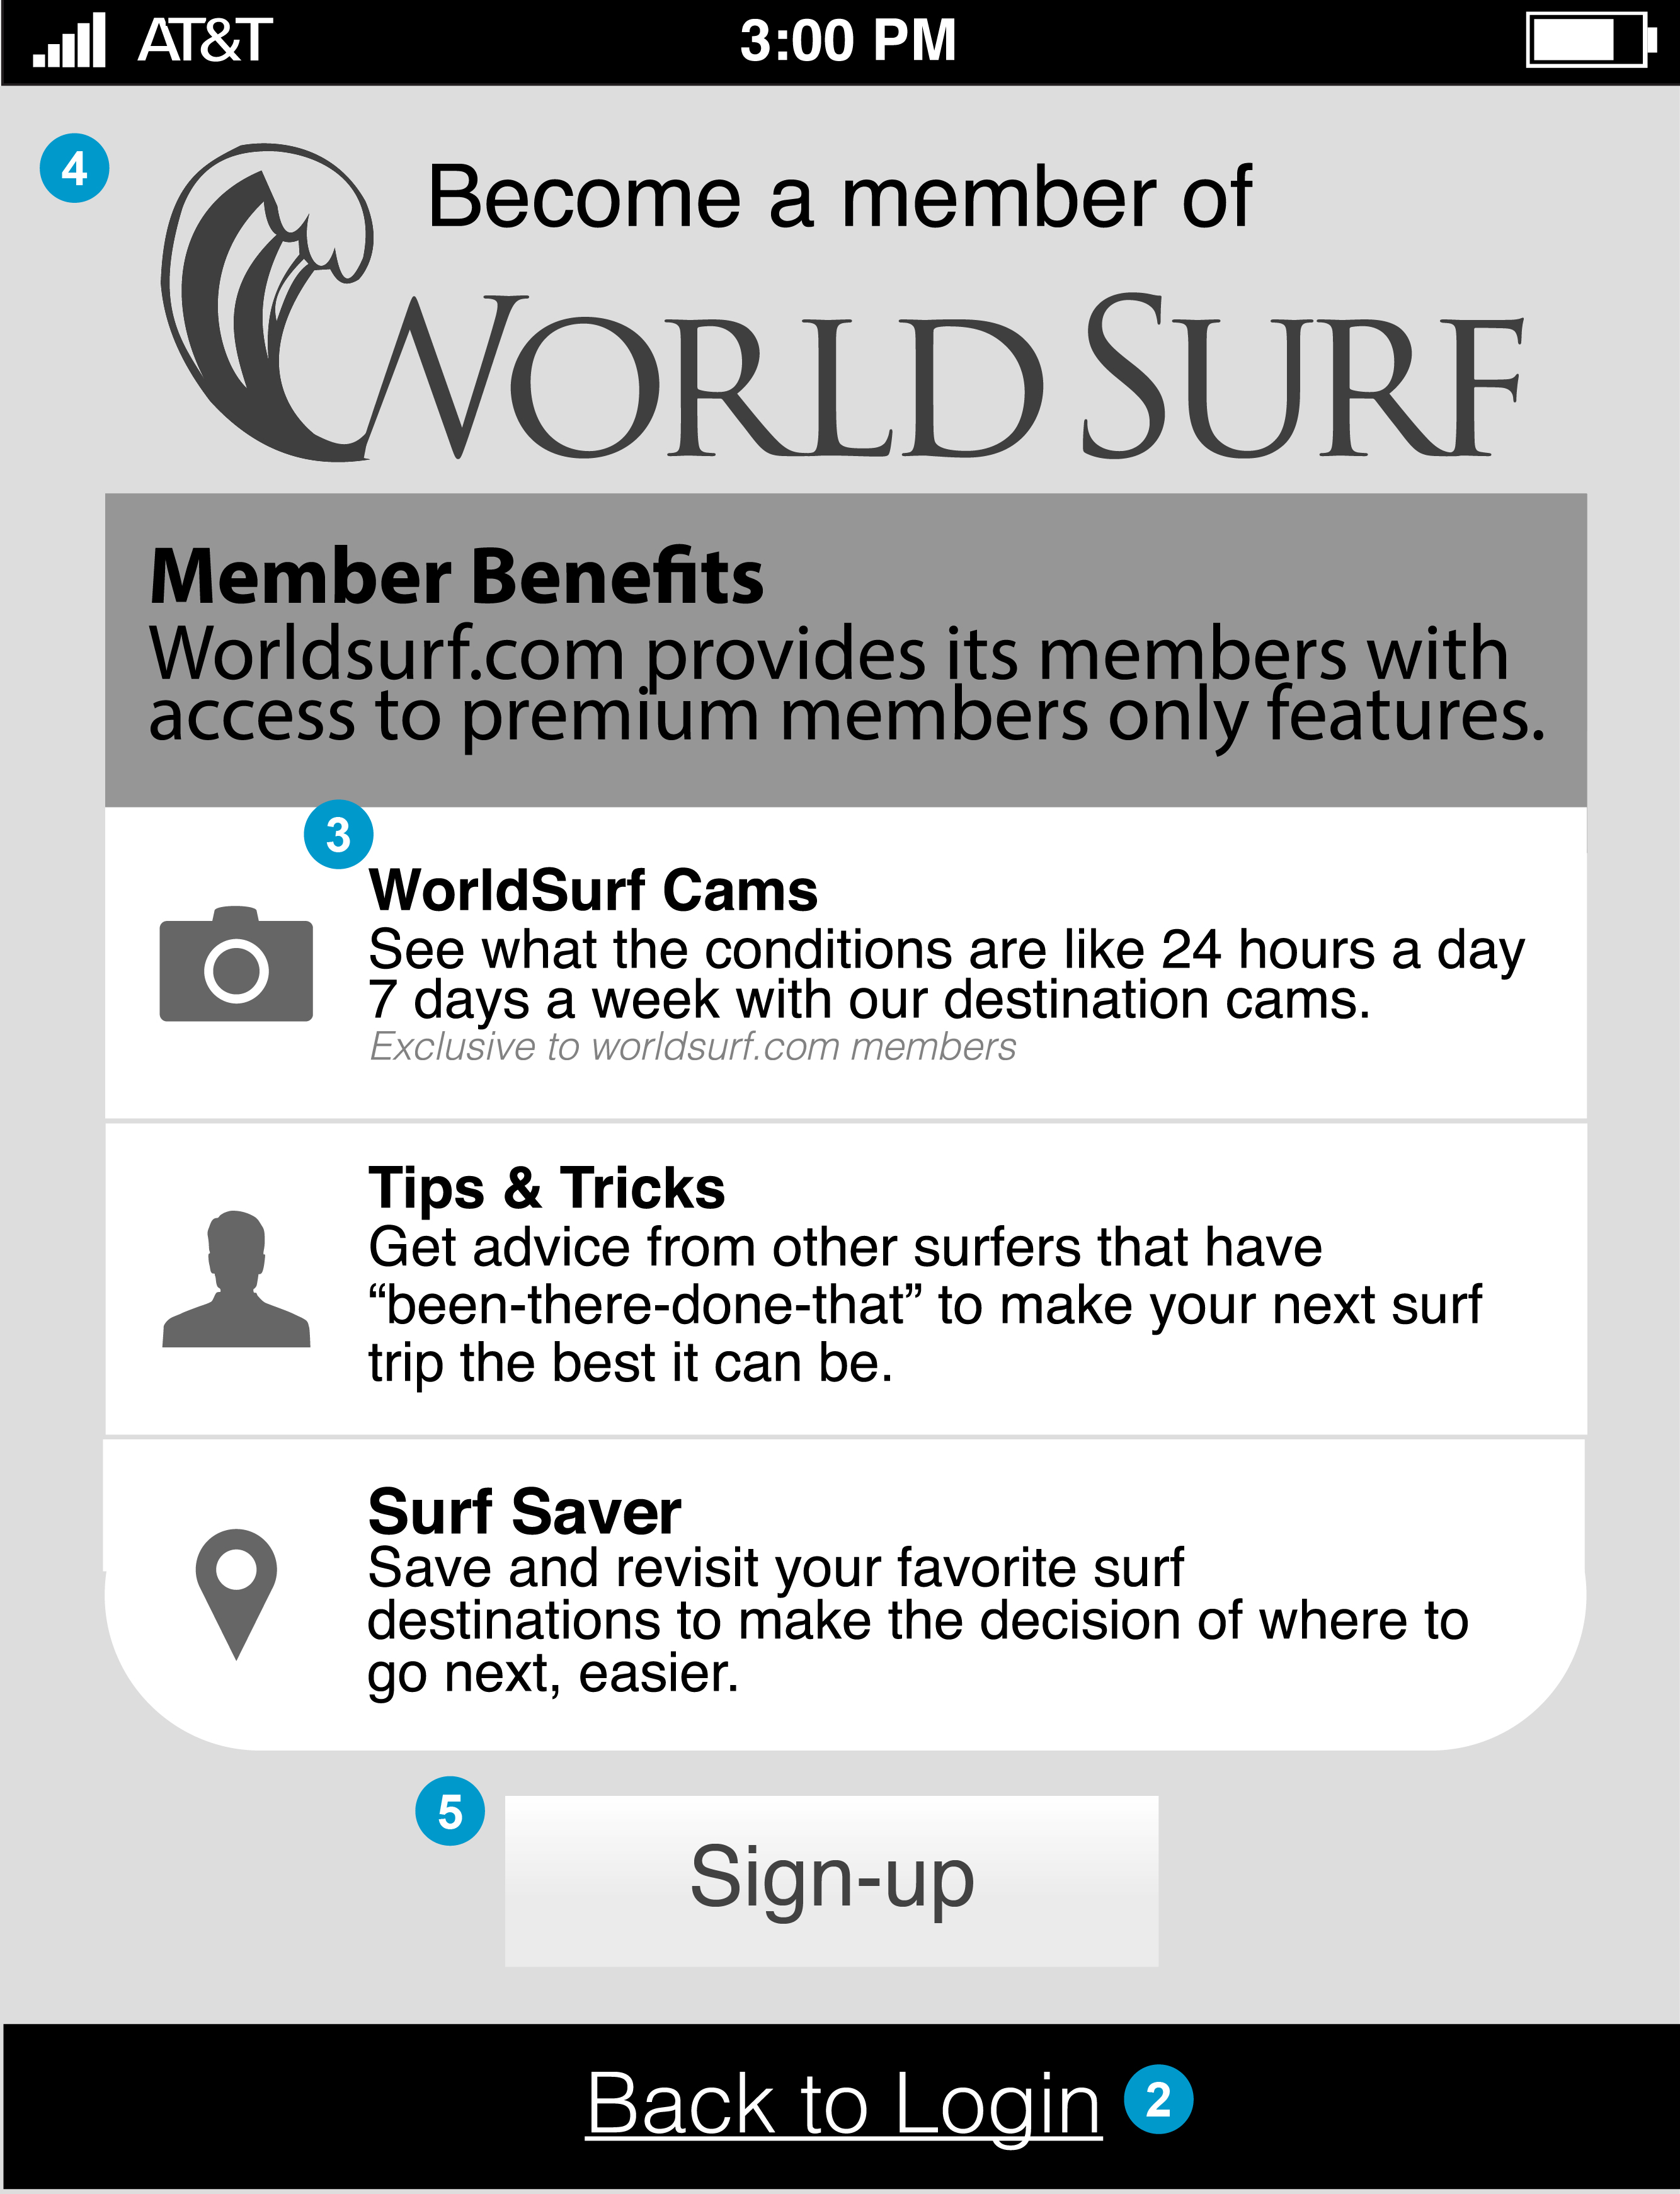 AT&T 3:00 PM
4
Become a member of
WORLD SURF
Member Benefits
Worldsurf.com provides its members with
access to premium members only features.
3
WorldSurf Cams
See what the conditions are like 24 hours a day
7 days a week with our destination cams.
Exclusive to worldsurf.com members
Tips & Tricks
Get advice from other surfers that have
“been-there-done-that” to make your next surf
trip the best it can be.
Surf Saver
Save and revisit your favorite surf
destinations to make the decision of where to
go next, easier.
5
Sign-up
Back to Login 2